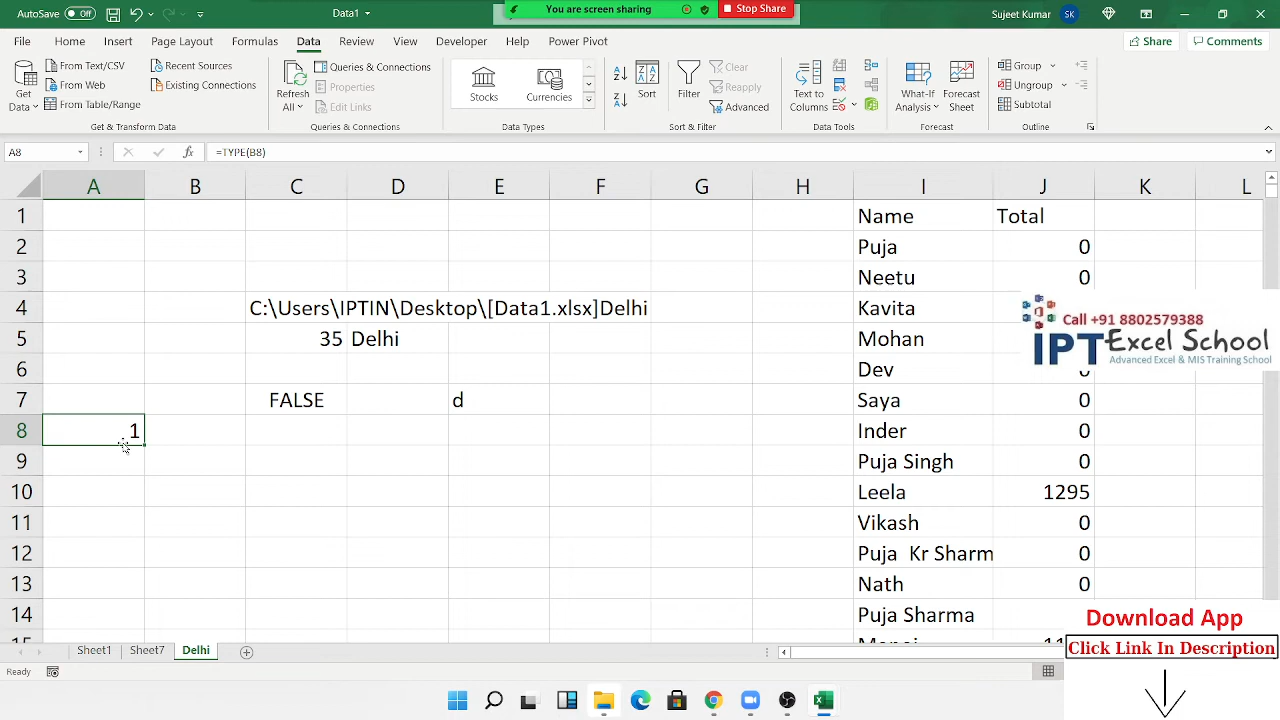 AutoSave Off Data1 You are screen sharing Stop Share Sujeet Kumar SK
File Home Insert Page Layout Formulas Data Review View Developer Help Power Pivot Share Comments
Get Data From Text/CSV From Web From Table/Range Recent Sources Existing Connections
Refresh All Queries & Connections Properties Edit Links
Stocks Currencies
Sort Filter Clear Reapply Advanced
Text to Columns
What-If Analysis Forecast Sheet
Group Ungroup Subtotal
Get & Transform Data Queries & Connections Data Types Sort & Filter Data Tools Forecast Outline
A8 fx =TYPE(B8)
A B C D E F G H I J K L
1 Name Total
2 Puja 0
3 Neetu 0
4 C:\Users\IPTIN\Desktop\[Data1.xlsx]Delhi Kavita
5 35 Delhi Mohan
6 Dev
7 FALSE d Saya 0
8 1 Inder 0
9 Puja Singh 0
10 Leela 1295
11 Vikash 0
12 Puja Kr Sharm 0
13 Nath 0
14 Puja Sharma
15
Call +91 8802579388
IPT Excel School
Advanced Excel & MIS Training School
Download App
Click Link In Description
Sheet1 Sheet7 Delhi
Ready